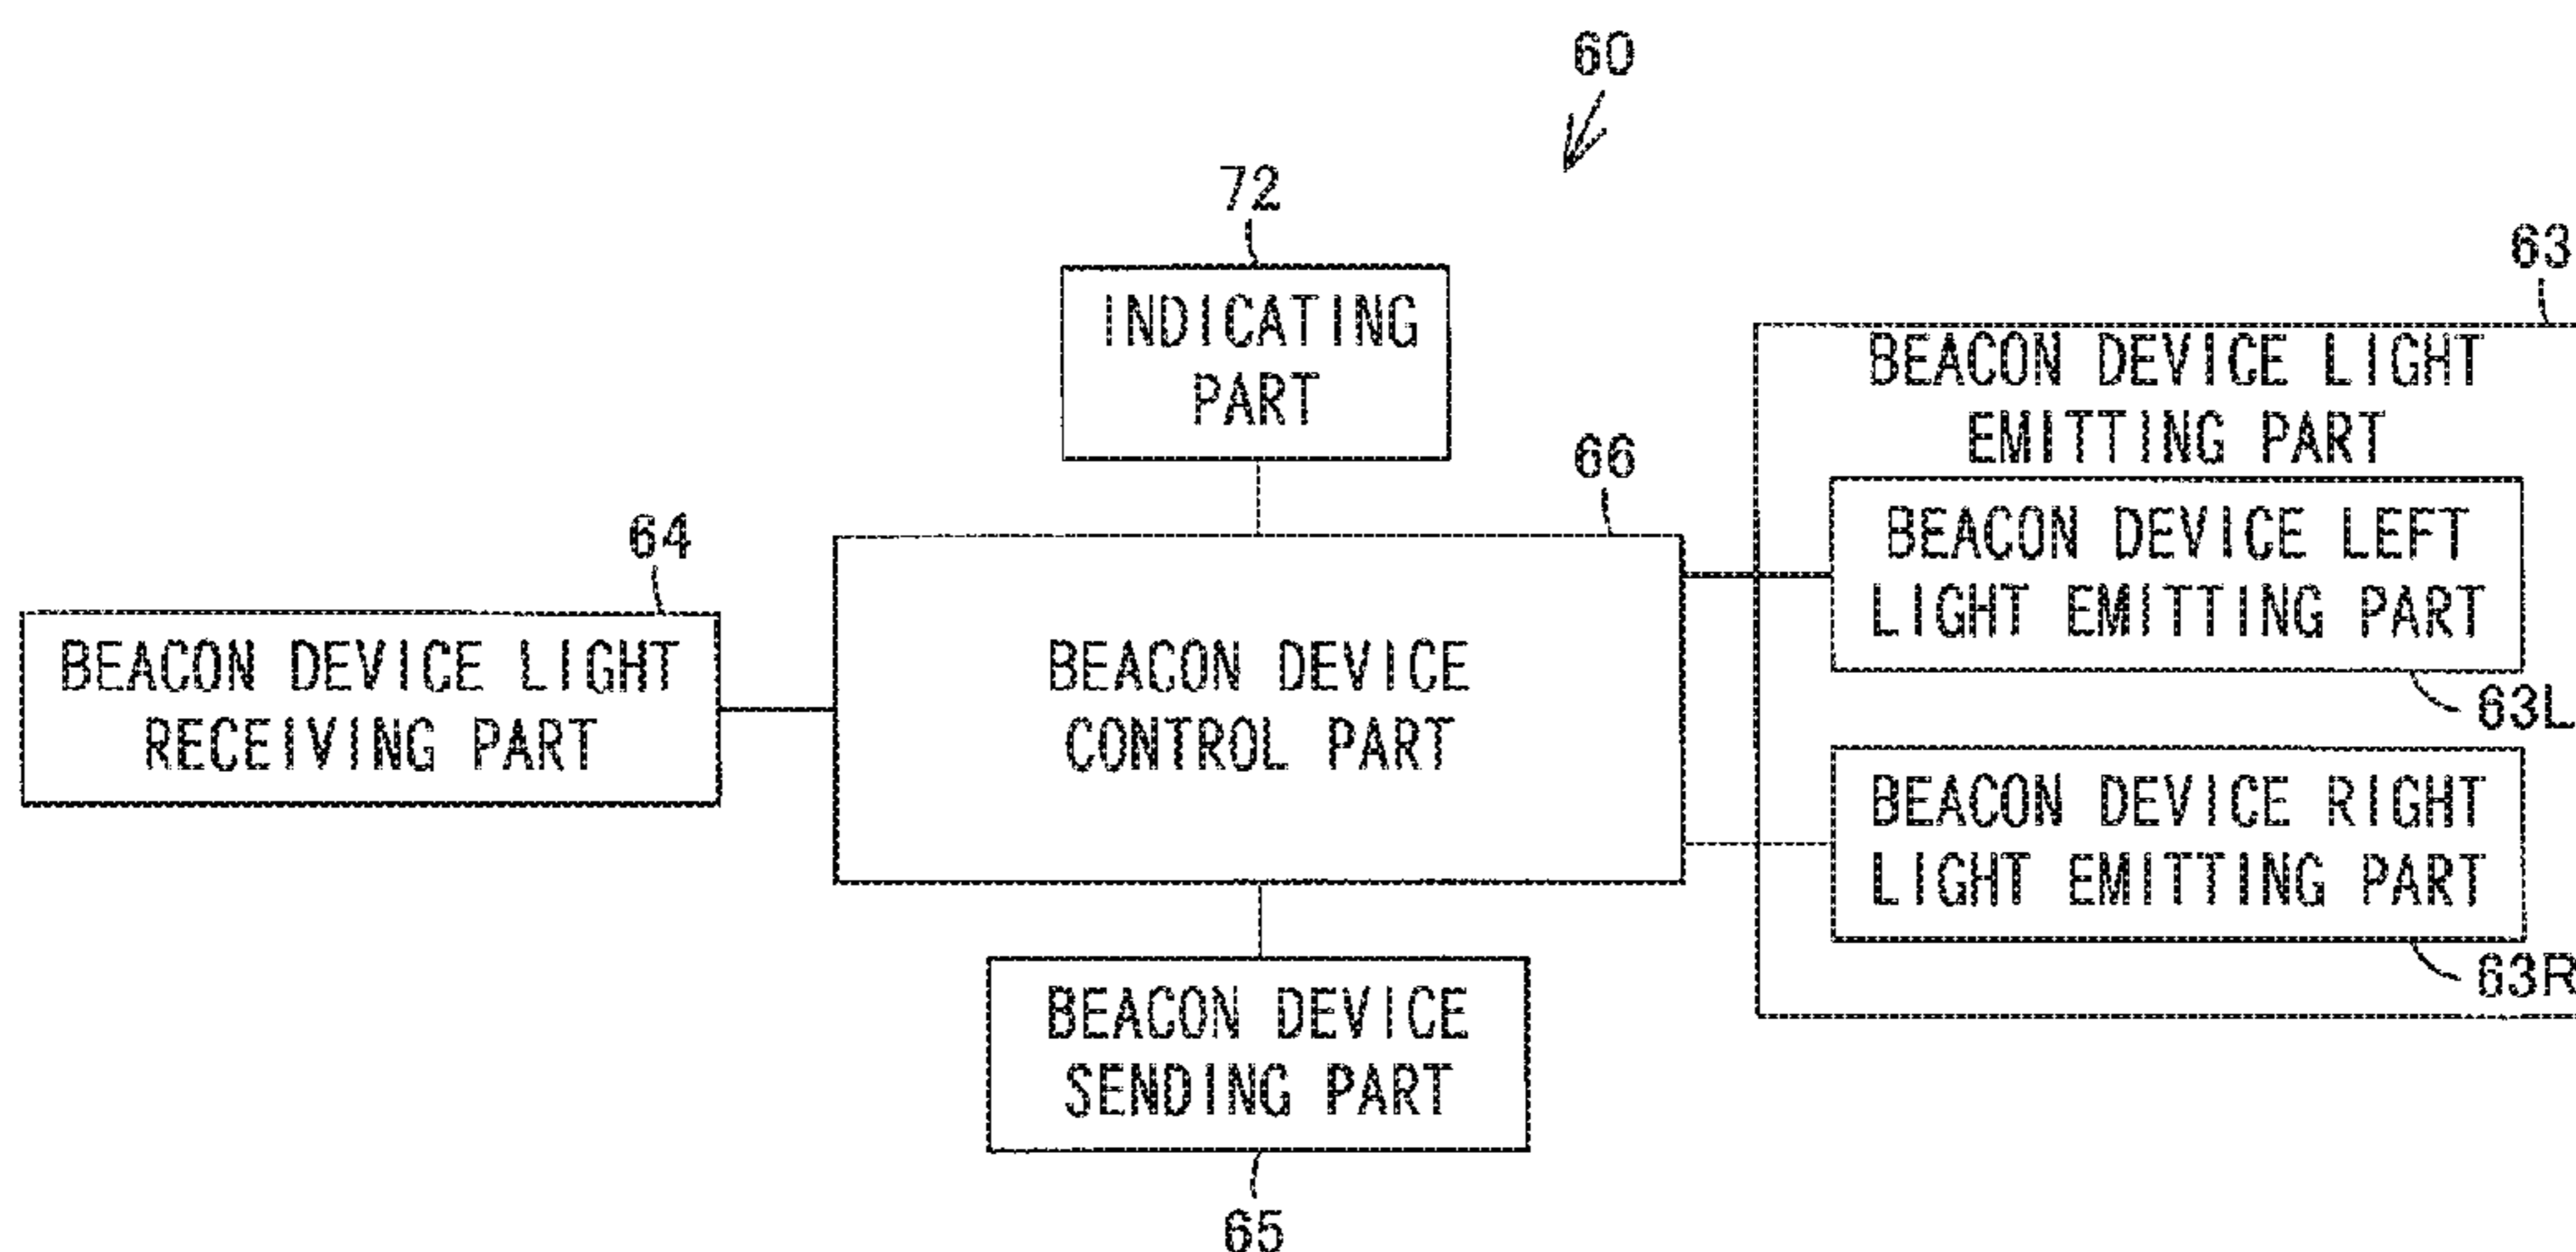 60
72
INDICATING
PART
63
BEACON DEVICE LIGHT
EMITTING PART
66
BEACON DEVICE LEFT
LIGHT EMITTING PART
63L
64
BEACON DEVICE LIGHT
RECEIVING PART
BEACON DEVICE
CONTROL PART
BEACON DEVICE RIGHT
LIGHT EMITTING PART
63R
BEACON DEVICE
SENDING PART
65